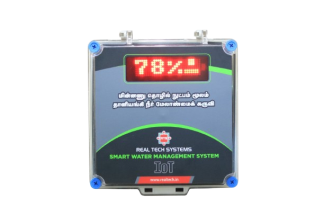 78%
மின்னணு தொழில் நுட்பம் மூலம்
தானியங்கி நீர் மேலாண்மைக் கருவி
REAL TECH SYSTEMS
SMART WATER MANAGEMENT SYSTEM
IoT